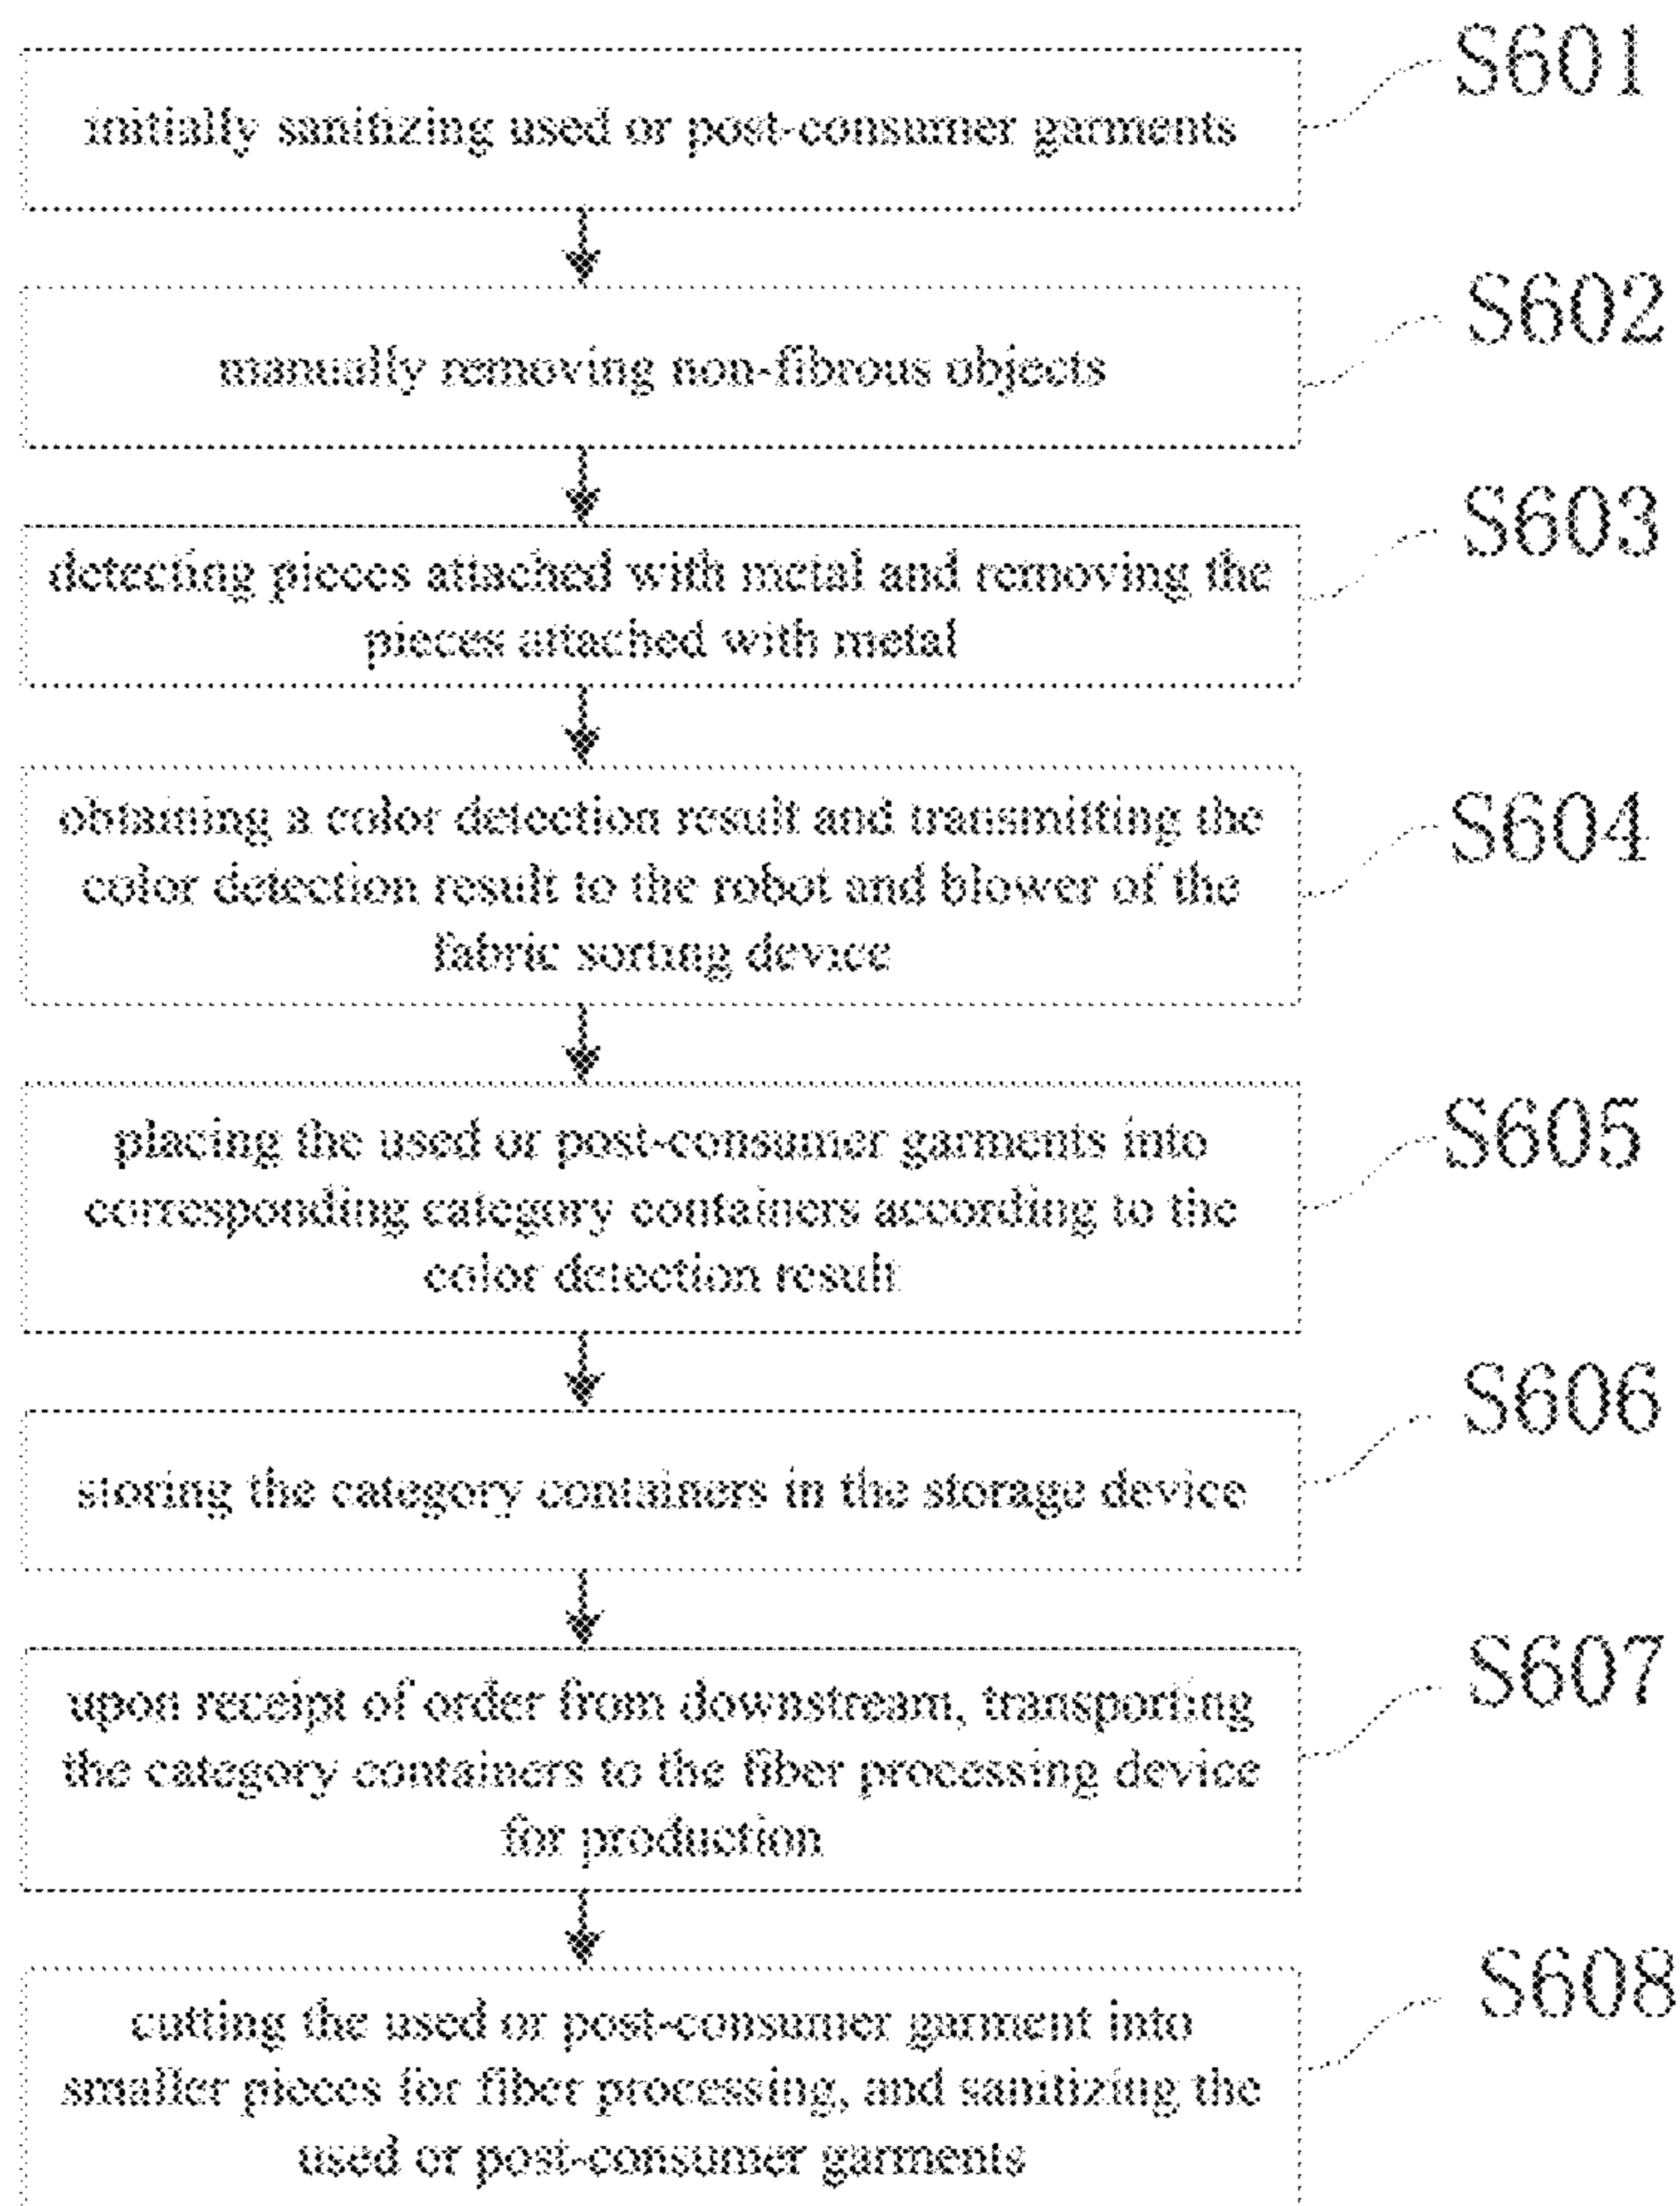 S601
initially sanitizing used or post-consumer garments
S602
manually removing non-fibrous objects
S603
detecting pieces attached with metal and removing the
pieces attached with metal
S604
obtaining a color detection result and transmitting the
color detection result to the robot and blower of the
fabric sorting device
S605
placing the used or post-consumer garments into
corresponding category containers according to the
color detection result
S606
storing the category containers in the storage device
S607
upon receipt of order from downstream, transporting
the category containers to the fiber processing device
for production
S608
cutting the used or post-consumer garment into
smaller pieces for fiber processing, and sanitizing the
used or post-consumer garments